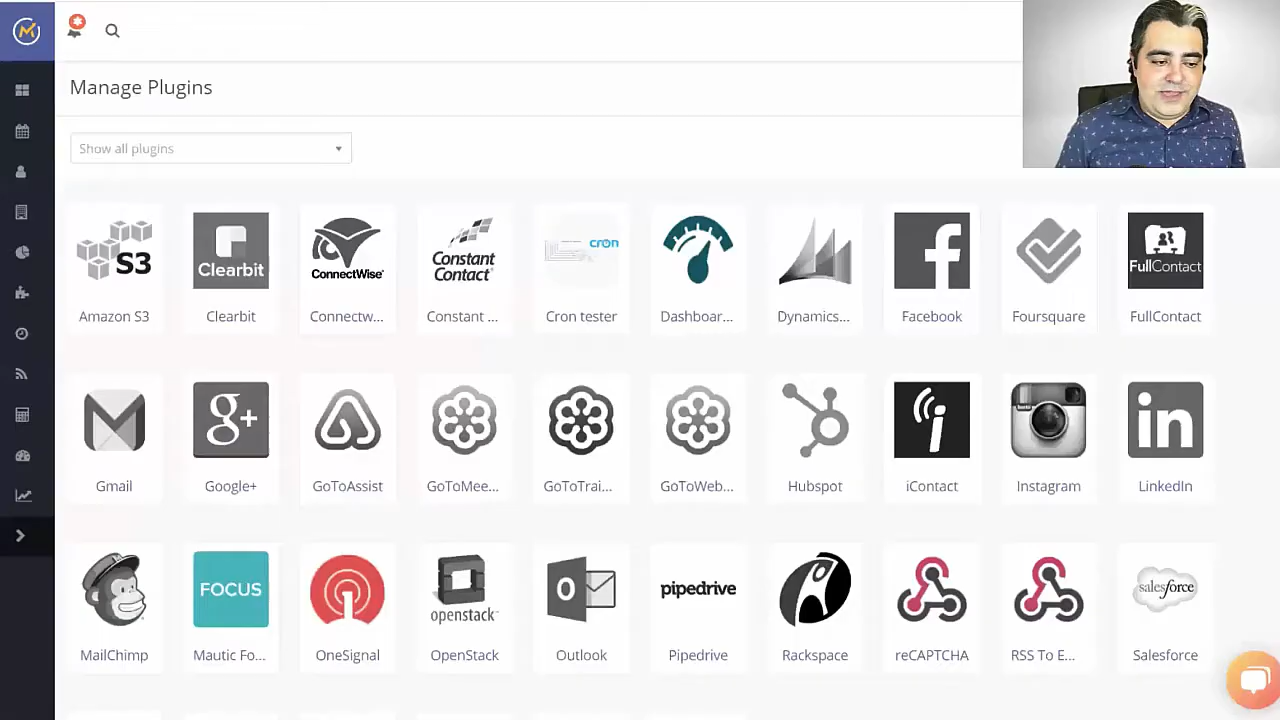 Manage Plugins
Show all plugins
S3
Clearbit
ConnectWise
Constant Contact
cron
FullContact
Amazon S3
Clearbit
Connectw...
Constant ...
Cron tester
Dashboar...
Dynamics...
Facebook
Foursquare
FullContact
g+
in
Gmail
Google+
GoToAssist
GoToMee...
GoToTrai...
GoToWeb...
Hubspot
iContact
Instagram
LinkedIn
FOCUS
openstack
pipedrive
salesforce
MailChimp
Mautic Fo...
OneSignal
OpenStack
Outlook
Pipedrive
Rackspace
reCAPTCHA
RSS To E...
Salesforce